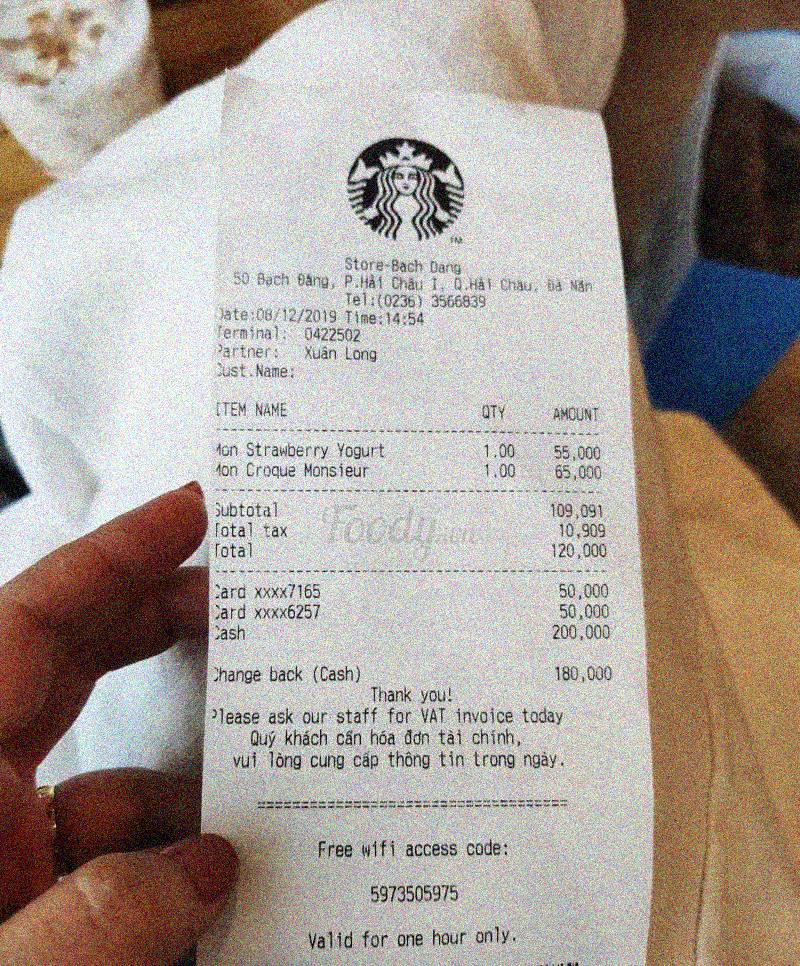 TM
Store-Bach Dang
50 Bạch Đằng, P.Hải Châu I, Q.Hải Châu, Đà Nẵn
Tel:(0236) 3566839
Date:08/12/2019 Time:14:54
Terminal: 0422502
Partner: Xuân Long
Cust.Name:
ITEM NAME QTY AMOUNT
Mon Strawberry Yogurt 1.00 55,000
Mon Croque Monsieur 1.00 65,000
Subtotal 109,091
Total tax 10,909
Total 120,000
Foody.vn
Card xxxx7165 50,000
Card xxxx6257 50,000
Cash 200,000
Change back (Cash) 180,000
Thank you!
Please ask our staff for VAT invoice today
Quý khách cần hóa đơn tài chính,
vui lòng cung cấp thông tin trong ngày.
====================================
Free wifi access code:
5973505975
Valid for one hour only.